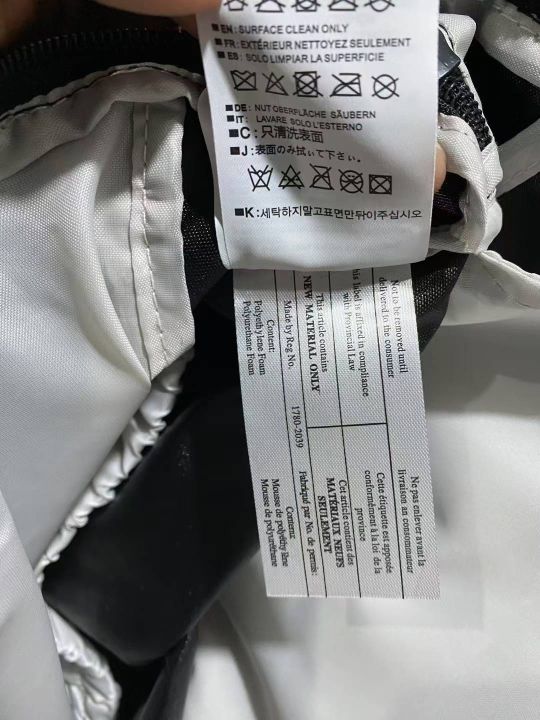 ■EN: SURFACE CLEAN ONLY
■FR: EXTÉRIEUR NETTOYEZ SEULEMENT
■ES: SOLO LIMPIAR LA SUPERFICIE
■DE: NUT OBERFLÄCHE SÄUBERN
■IT: LAVARE SOLO L'ESTERNO
■C: 只清洗表面
■J: 表面のみ拭ぃて下さぃ。
■K: 세탁하지말고표면만뒤이주십시오
Not to be removed until
delivered to the consumer
this label is affixed in compliance
with Provincial Law
This article contains
NEW MATERIAL ONLY
Made by Reg No.
1780-2039
Content:
Polyethylene Foam
Polyurethane Foam
Ne pas enlever avant la
livraison au consommateur
Cette étiquette est apposée
conformément à la loi de la
province
Cet article contient des
MATÉRIAUX NEUFS
SEULEMENT
Fabriqué par No. de permis:
Contenu:
Mousse de polyéthylène
Mousse de polyuréthane